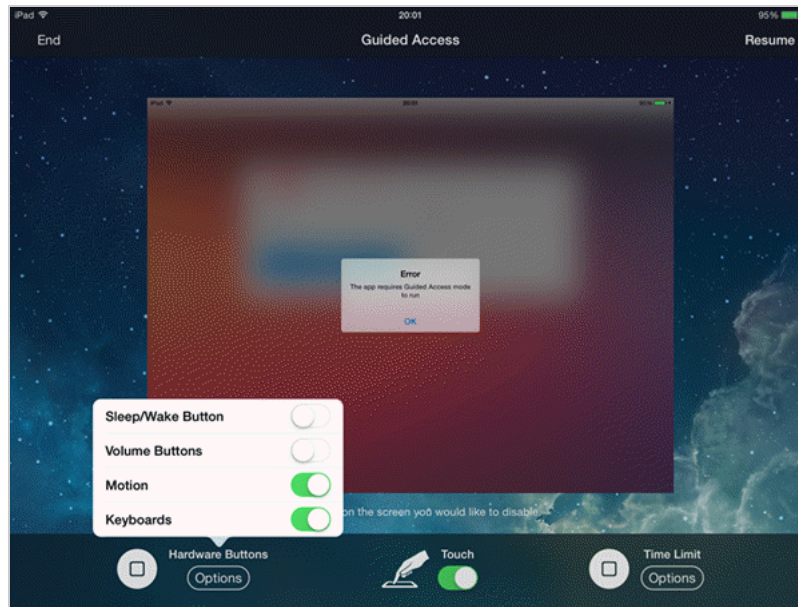 iPad 20:01 95%
End Guided Access Resume
iPad 20:01
Error
The app requires Guided Access mode
to run
OK
Sleep/Wake Button
Volume Buttons
Motion
Keyboards
on the screen you would like to disable.
Hardware Buttons
Options
Touch
Time Limit
Options